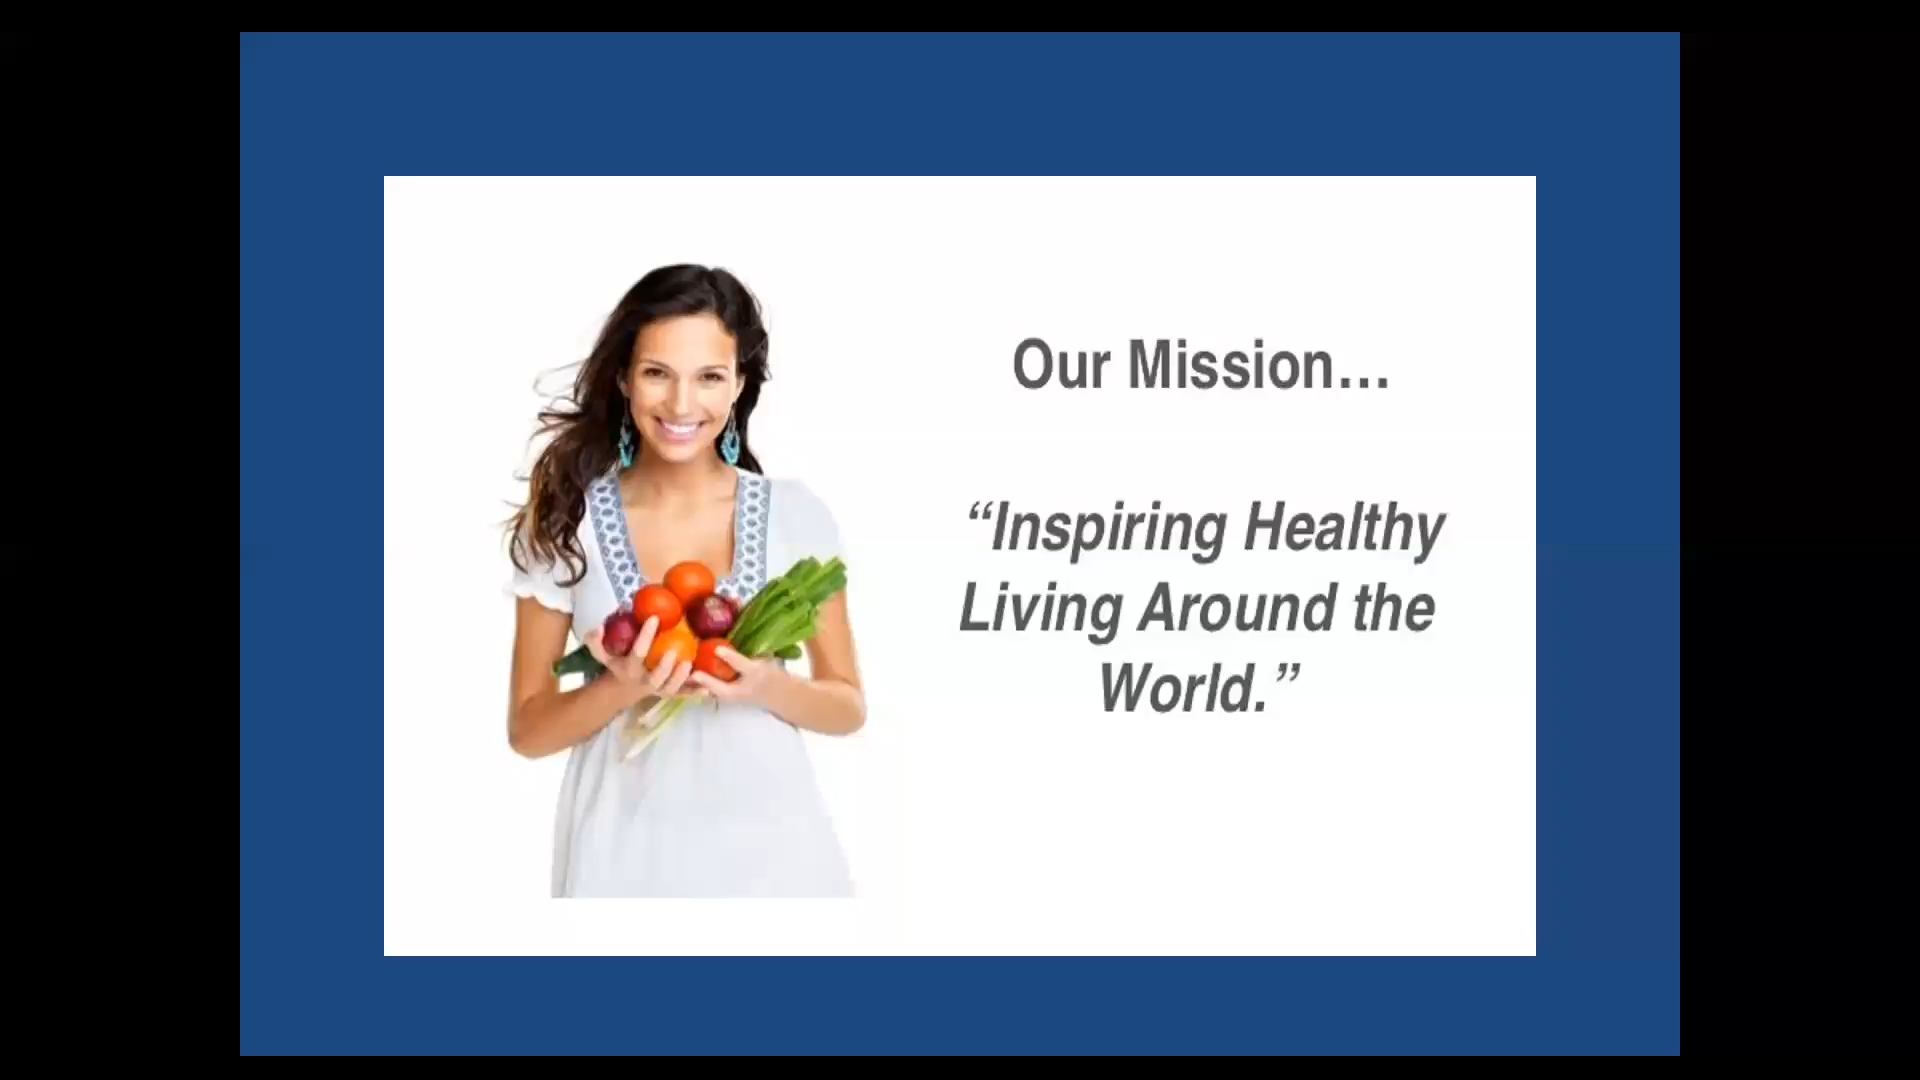 Our Mission…
“Inspiring Healthy
Living Around the
World.”